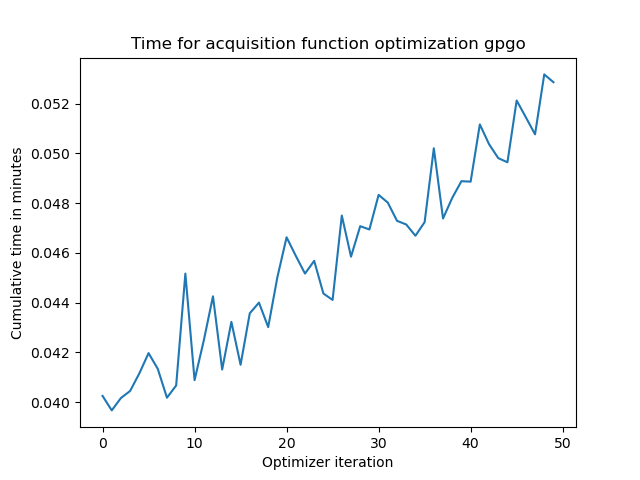 Time for acquisition function optimization gpgo
0.052
0.050
0.048
0.046
0.044
0.042
0.040
Cumulative time in minutes
0 10 20 30 40 50
Optimizer iteration